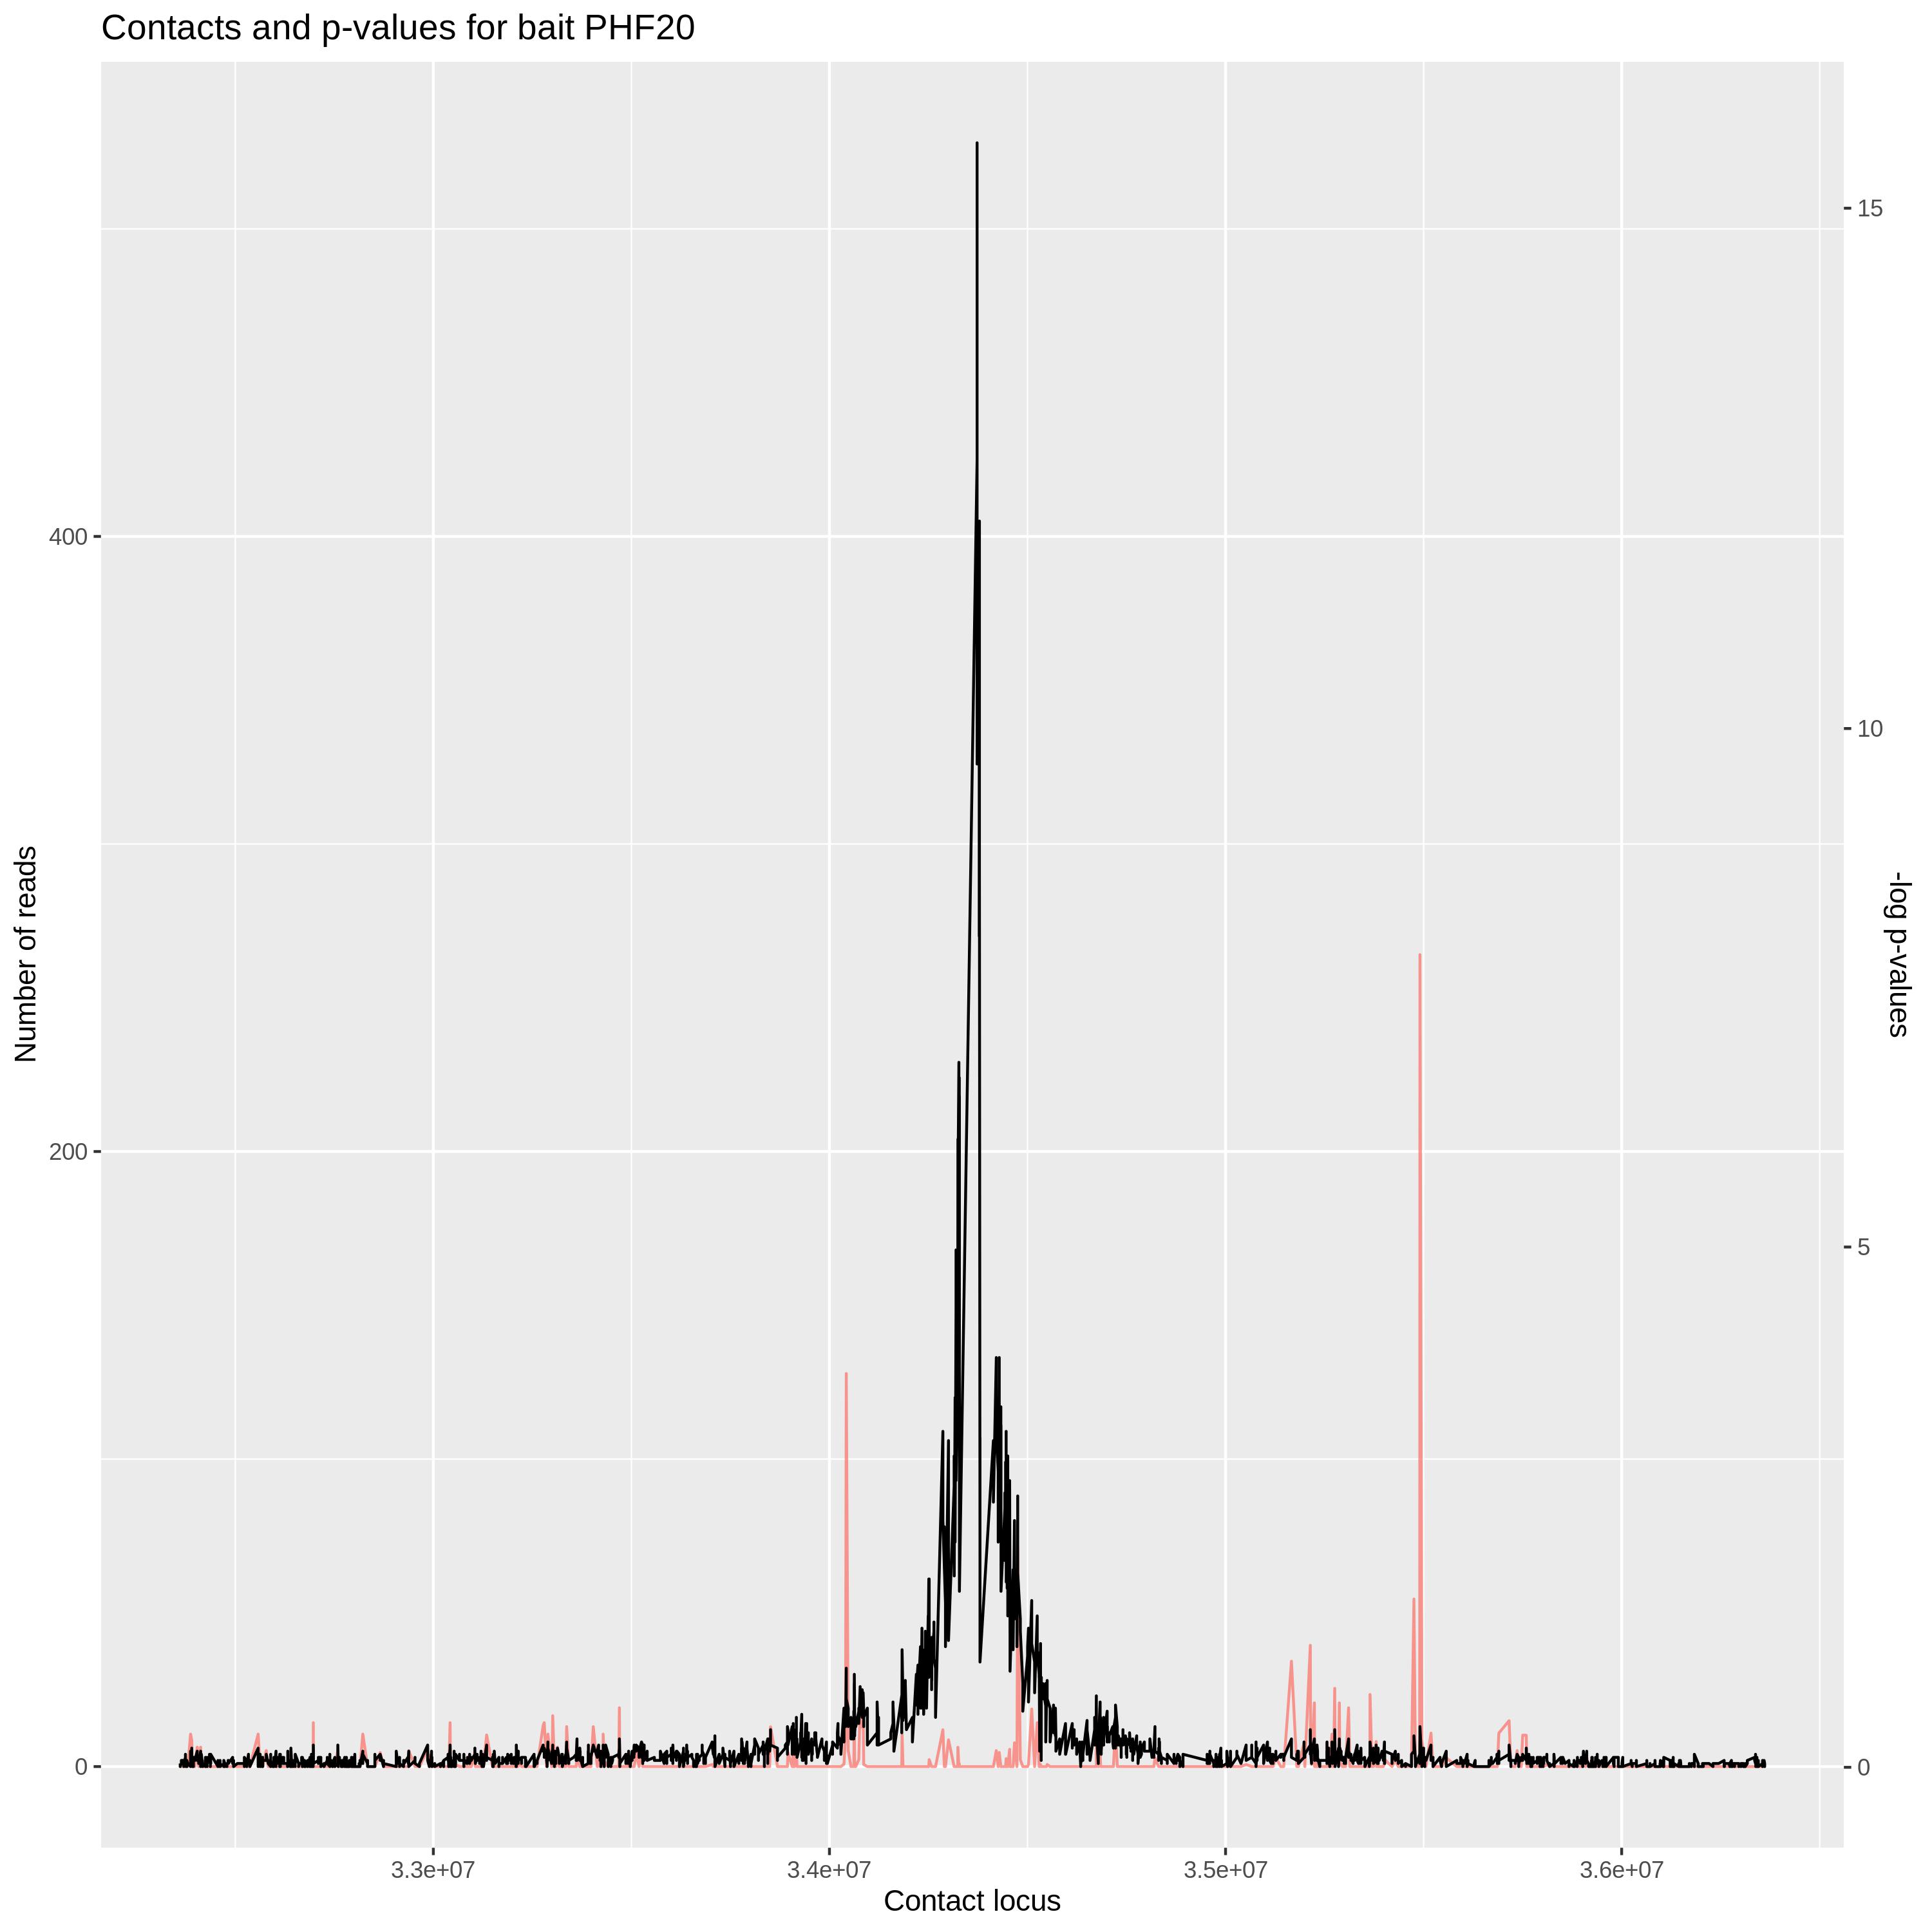 Contacts and p-values for bait PHF20
Number of reads
400
200
0
15
10
5
0
-log p-values
3.3e+07
3.4e+07
3.5e+07
3.6e+07
Contact locus